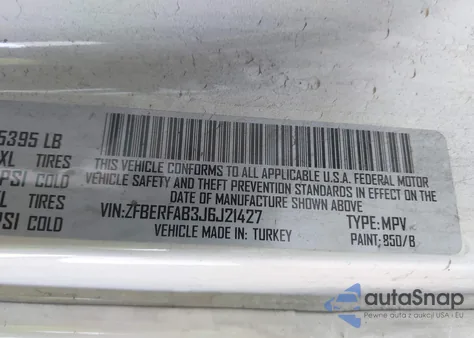 5395 LB
XL TIRES
PSI COLD
XL TIRES
PSI COLD
THIS VEHICLE CONFORMS TO ALL APPLICABLE U.S.A. FEDERAL MOTOR
VEHICLE SAFETY AND THEFT PREVENTION STANDARDS IN EFFECT ON THE
DATE OF MANUFACTURE SHOWN ABOVE
VIN:ZFBERFAB3J6J21427 TYPE: MPV
VEHICLE MADE IN: TURKEY PAINT: 850/B
autoSnap
Pewne auta z aukcji USA i EU